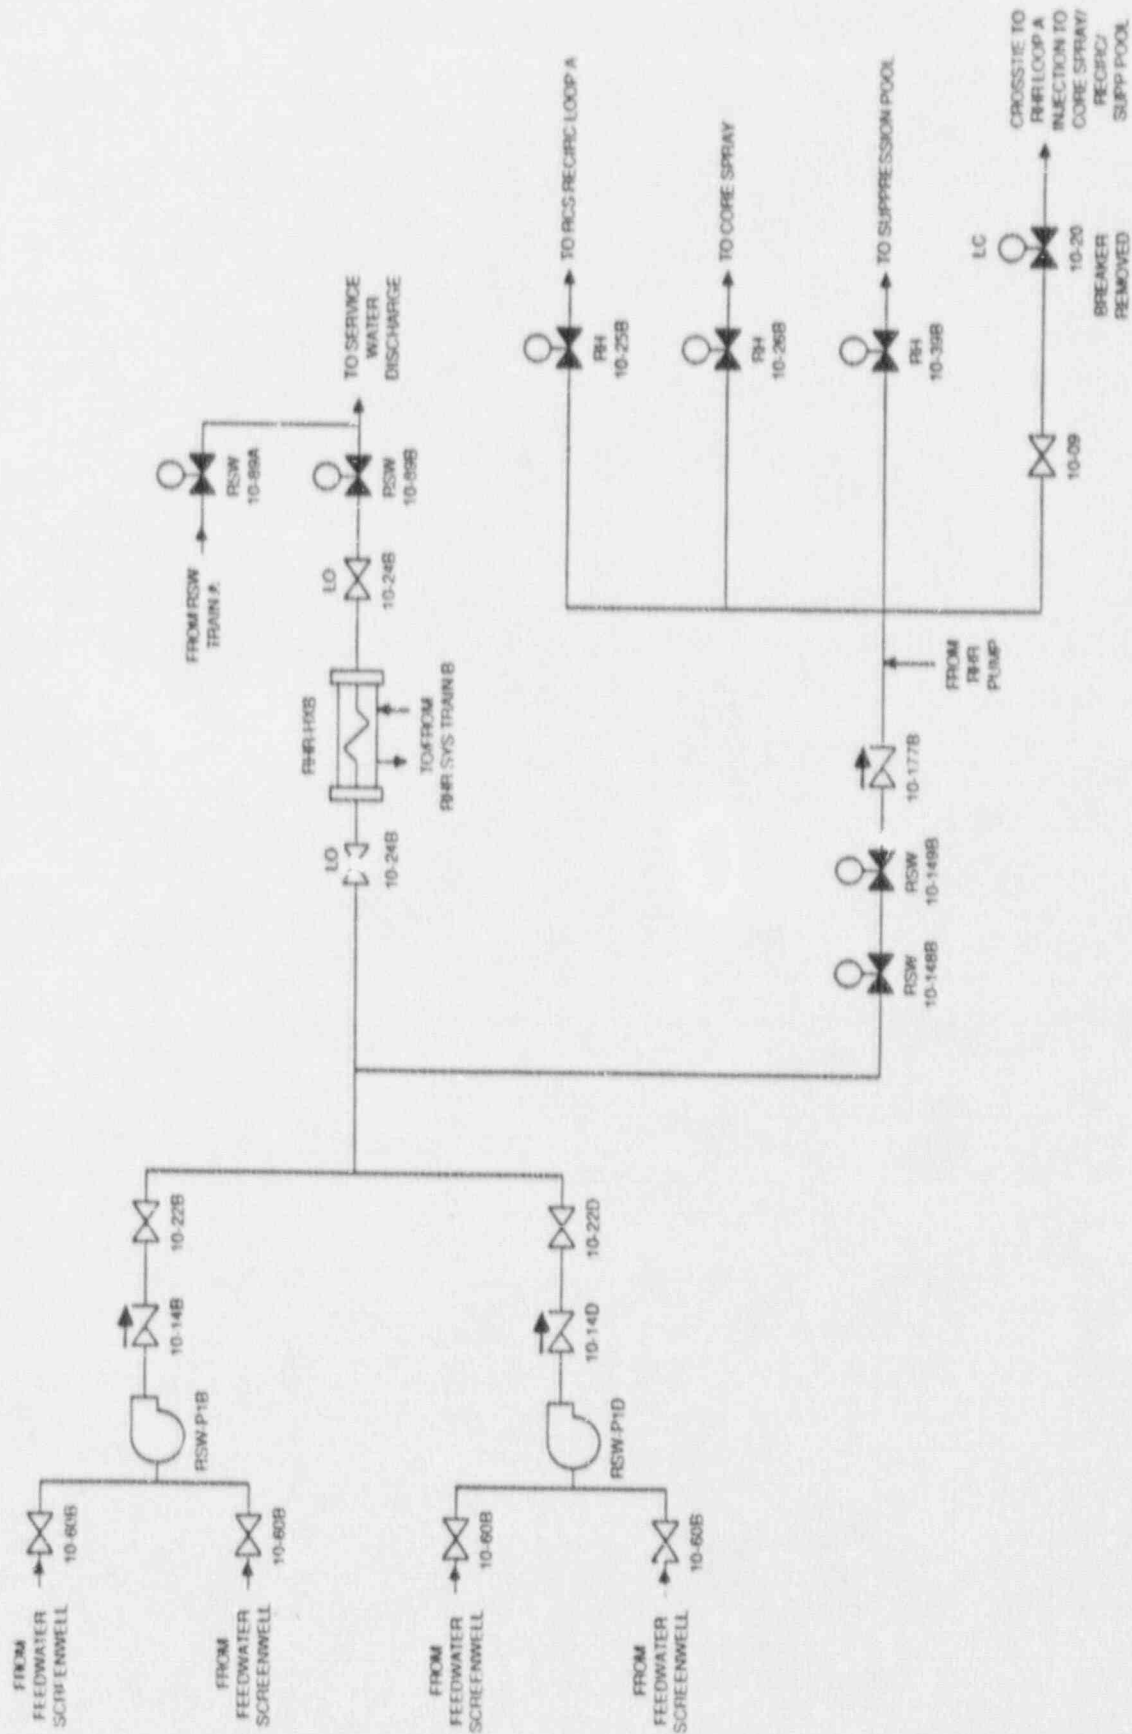 FROM
FEEDWATER
SCREENWELL
10-60B
FROM
FEEDWATER
SCREENWELL
10-60B
RSW-P1B
10-14B
10-22B
FROM
FEEDWATER
SCREENWELL
10-60B
FROM
FEEDWATER
SCREENWELL
10-60B
RSW-P1D
10-14D
10-22D
LO
10-24B
RHR-HXB
TO/FROM
RHR SYS TRAIN B
LO
10-24B
FROM RSW
TRAIN A
RSW
10-89A
RSW
10-89B
TO SERVICE
WATER
DISCHARGE
RSW
10-148B
RSW
10-149B
10-177B
FROM
RHR
PUMP
RH
10-25B
TO RCS RECIRC LOOP A
RH
10-26B
TO CORE SPRAY
RH
10-39B
TO SUPPRESSION POOL
10-09
LC
10-20
BREAKER
REMOVED
CROSSTIE TO
RHR LOOP A
INJECTION TO
CORE SPRAY/
RECIRC/
SUPP POOL